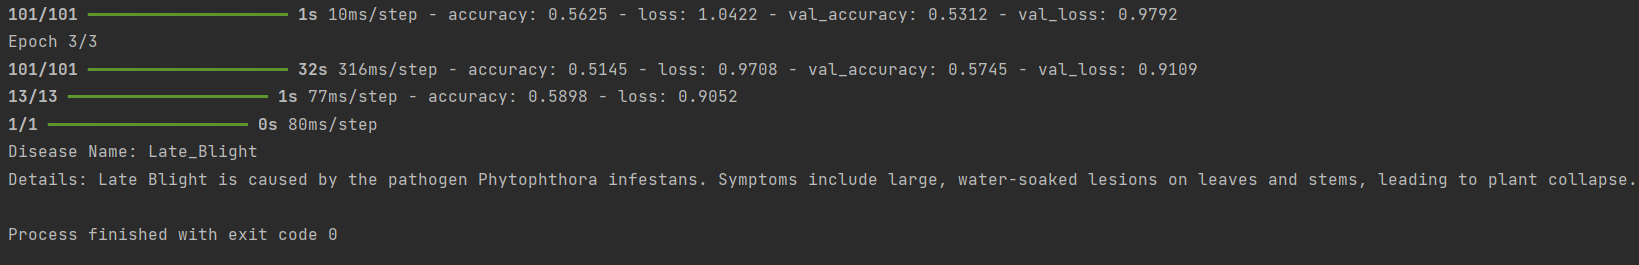 101/101 ━━━━━━━━━━━━━━━━━━━━ 1s 10ms/step - accuracy: 0.5625 - loss: 1.0422 - val_accuracy: 0.5312 - val_loss: 0.9792
Epoch 3/3
101/101 ━━━━━━━━━━━━━━━━━━━━ 32s 316ms/step - accuracy: 0.5145 - loss: 0.9708 - val_accuracy: 0.5745 - val_loss: 0.9109
13/13 ━━━━━━━━━━━━━━━━━━━━ 1s 77ms/step - accuracy: 0.5898 - loss: 0.9052
1/1 ━━━━━━━━━━━━━━━━━━━━ 0s 80ms/step
Disease Name: Late_Blight
Details: Late Blight is caused by the pathogen Phytophthora infestans. Symptoms include large, water-soaked lesions on leaves and stems, leading to plant collapse.
Process finished with exit code 0